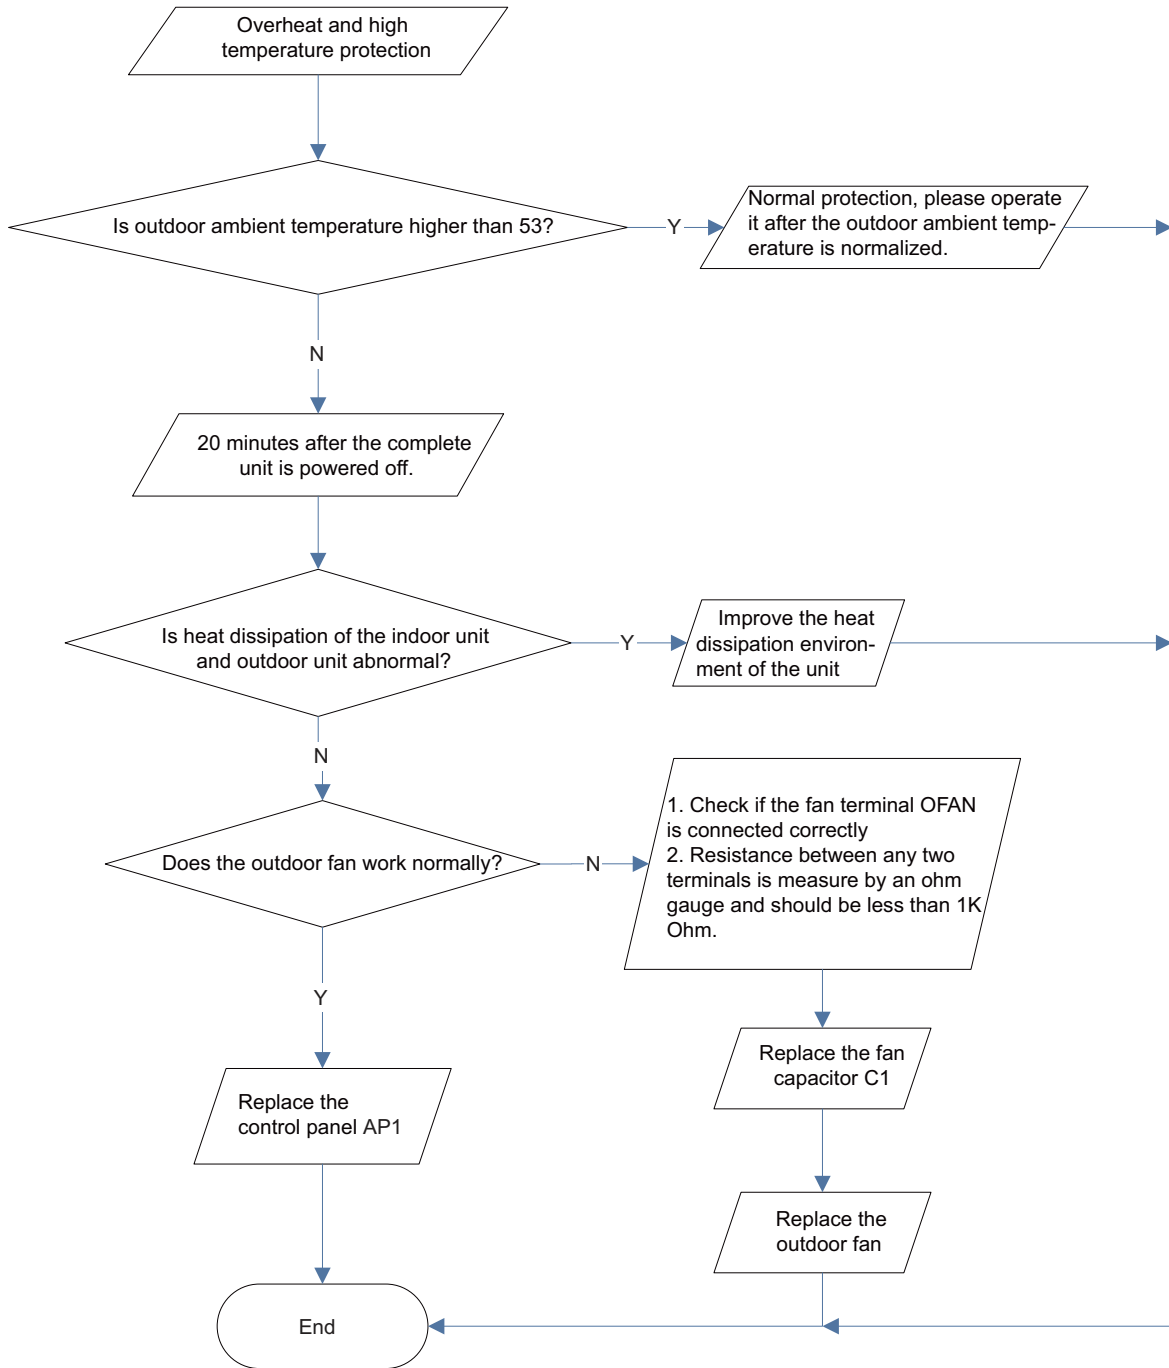 Overheat and high
temperature protection
Is outdoor ambient temperature higher than 53?
Y
Normal protection, please operate
it after the outdoor ambient temp-
erature is normalized.
N
20 minutes after the complete
unit is powered off.
Is heat dissipation of the indoor unit
and outdoor unit abnormal?
Y
Improve the heat
dissipation environ-
ment of the unit
N
Does the outdoor fan work normally?
N
1. Check if the fan terminal OFAN
is connected correctly
2. Resistance between any two
terminals is measure by an ohm
gauge and should be less than 1K
Ohm.
Y
Replace the fan
capacitor C1
Replace the
control panel AP1
Replace the
outdoor fan
End